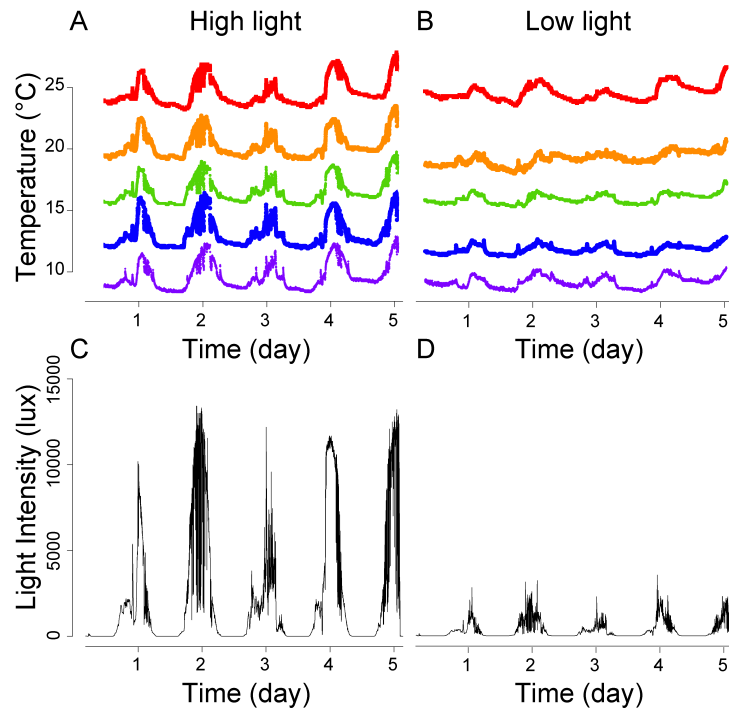 A High light B Low light
Temperature (°C)
25
20
15
10
1 2 3 4 5 1 2 3 4 5
Time (day) Time (day)
C D
Light Intensity (lux)
15000
10000
5000
0
1 2 3 4 5 1 2 3 4 5
Time (day) Time (day)